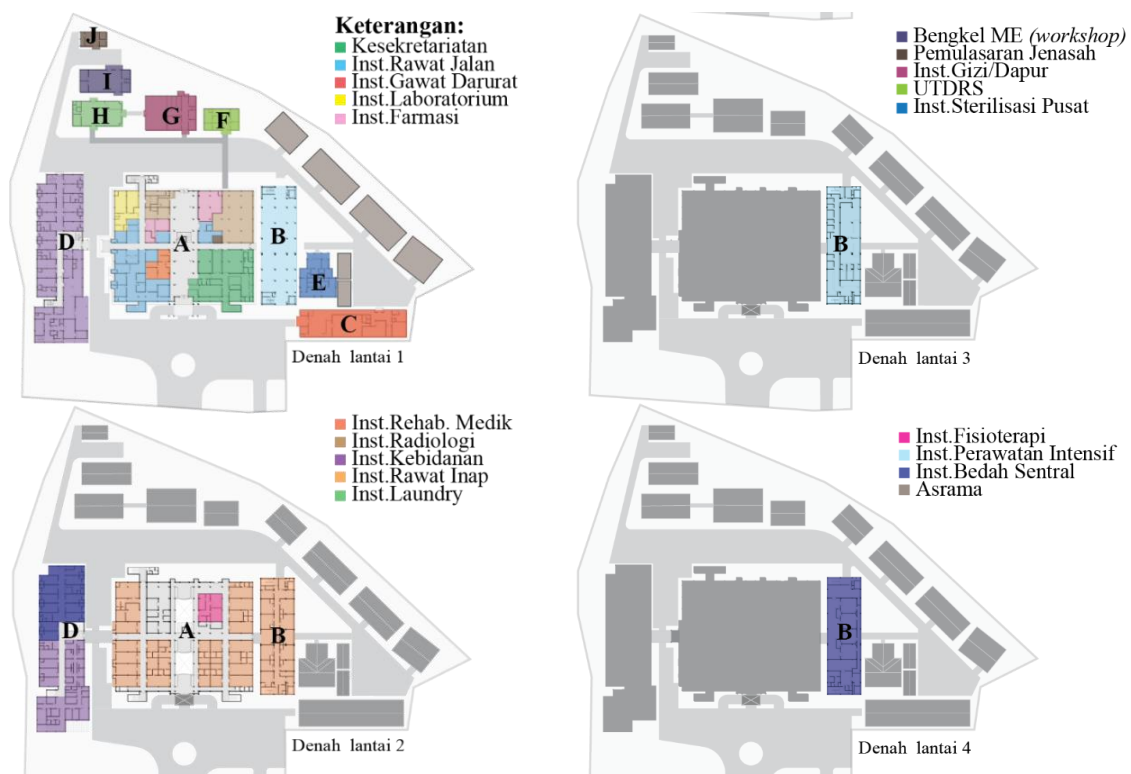 Keterangan:
Kesekretariatan
Inst.Rawat Jalan
Inst.Gawat Darurat
Inst.Laboratorium
Inst.Farmasi
J
I
H
G
F
D
A
B
E
C
Denah lantai 1
Bengkel ME (workshop)
Pemulasaran Jenasah
Inst.Gizi/Dapur
UTDRS
Inst.Sterilisasi Pusat
B
Denah lantai 3
Inst.Rehab. Medik
Inst.Radiologi
Inst.Kebidanan
Inst.Rawat Inap
Inst.Laundry
D
A
B
Denah lantai 2
Inst.Fisioterapi
Inst.Perawatan Intensif
Inst.Bedah Sentral
Asrama
B
Denah lantai 4